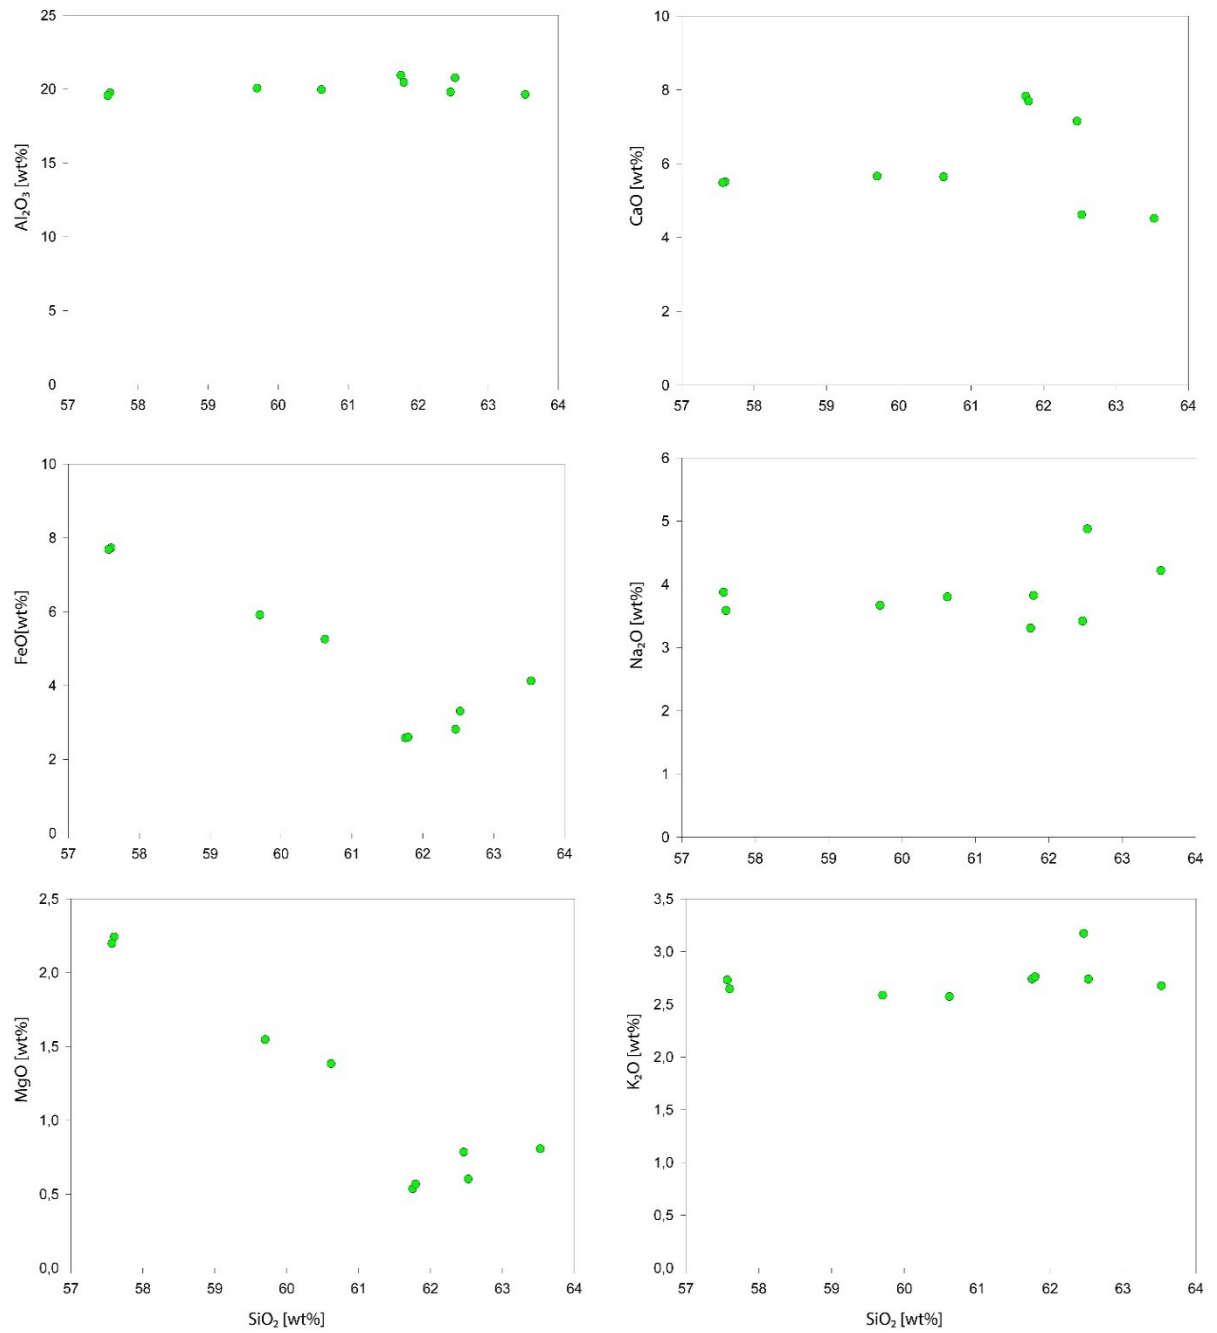 25
20
15
10
5
0
Al₂O₃ [wt%]
57 58 59 60 61 62 63 64
10
8
6
4
2
0
CaO [wt%]
57 58 59 60 61 62 63 64
10
8
6
4
2
0
FeO[wt%]
57 58 59 60 61 62 63 64
6
5
4
3
2
1
0
Na₂O [wt%]
57 58 59 60 61 62 63 64
2,5
2,0
1,5
1,0
0,5
0,0
MgO [wt%]
57 58 59 60 61 62 63 64
SiO₂ [wt%]
3,5
3,0
2,5
2,0
1,5
1,0
0,5
0,0
K₂O [wt%]
57 58 59 60 61 62 63 64
SiO₂ [wt%]